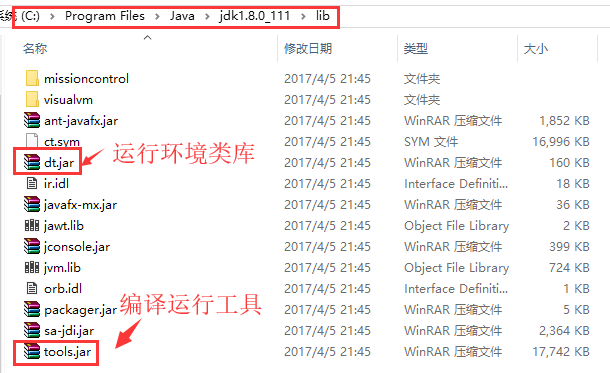 系统 (C:) > Program Files > Java > jdk1.8.0_111 > lib
名称 修改日期 类型 大小
missioncontrol 2017/4/5 21:45 文件夹
visualvm 2017/4/5 21:45 文件夹
ant-javafx.jar 2017/4/5 21:45 WinRAR 压缩文件 1,852 KB
ct.sym 2017/4/5 21:45 SYM 文件 16,996 KB
dt.jar 运行环境类库 2017/4/5 21:45 WinRAR 压缩文件 160 KB
ir.idl 2017/4/5 21:45 Interface Definiti... 18 KB
javafx-mx.jar 2017/4/5 21:45 WinRAR 压缩文件 36 KB
jawt.lib 2017/4/5 21:45 Object File Library 2 KB
jconsole.jar 2017/4/5 21:45 WinRAR 压缩文件 399 KB
jvm.lib 2017/4/5 21:45 Object File Library 724 KB
orb.idl 2017/4/5 21:45 Interface Definiti... 1 KB
编译运行工具
packager.jar 2017/4/5 21:45 WinRAR 压缩文件 5 KB
sa-jdi.jar 2017/4/5 21:45 WinRAR 压缩文件 2,364 KB
tools.jar 2017/4/5 21:45 WinRAR 压缩文件 17,742 KB